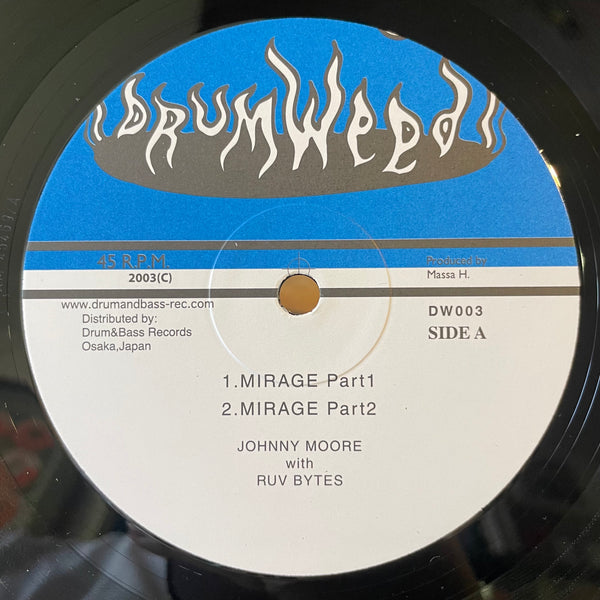 DRUMWEED
45 R.P.M.
2003(C)
Produced by
Massa H.
www.drumandbass-rec.com
Distributed by:
Drum&Bass Records
Osaka,Japan
DW003
SIDE A
1.MIRAGE Part1
2.MIRAGE Part2
JOHNNY MOORE
with
RUV BYTES